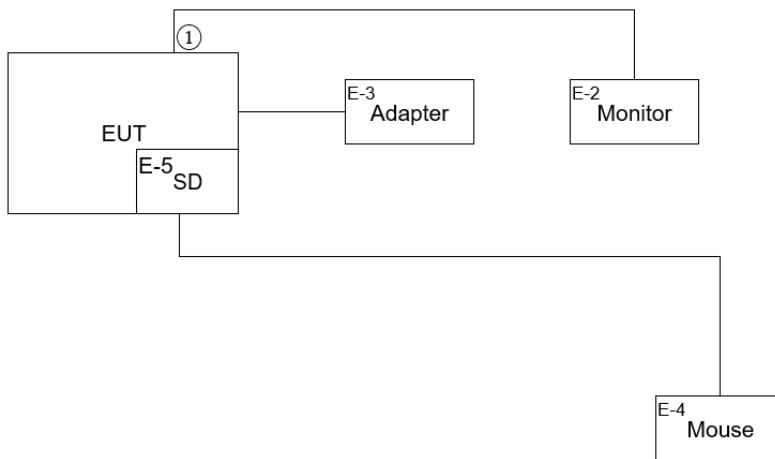 ①
E-3
Adapter
E-2
Monitor
EUT
E-5
SD
E-4
Mouse